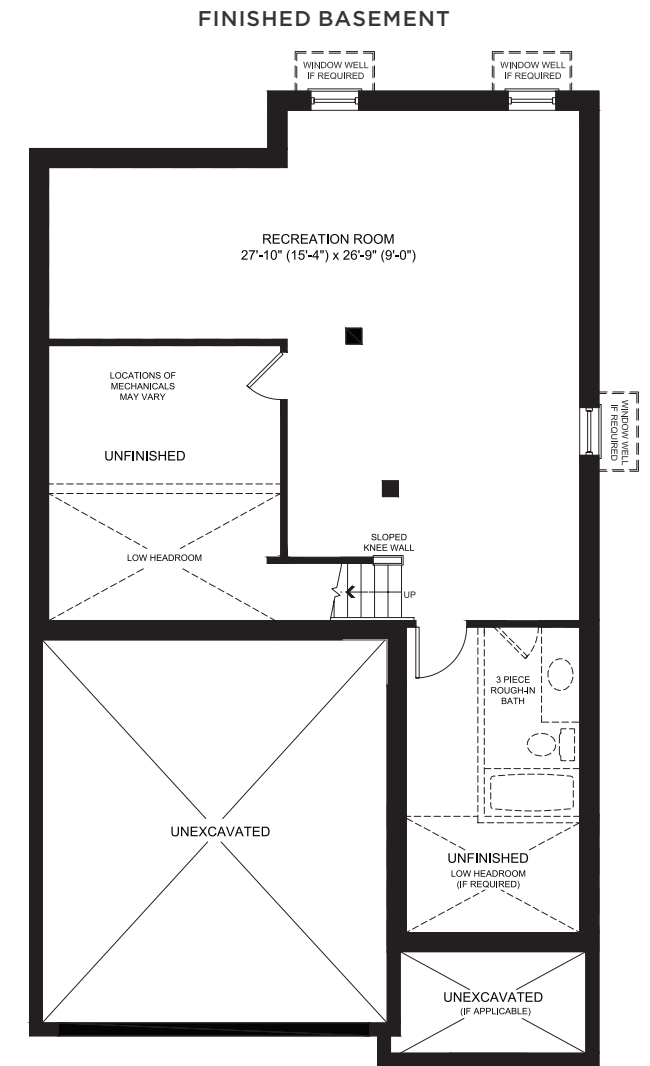 FINISHED BASEMENT
WINDOW WELL
IF REQUIRED
WINDOW WELL
IF REQUIRED
RECREATION ROOM
27'-10" (15'-4") x 26'-9" (9'-0")
LOCATIONS OF
MECHANICALS
MAY VARY
WINDOW WELL
IF REQUIRED
UNFINISHED
SLOPED
KNEE WALL
LOW HEADROOM
UP
3 PIECE
ROUGH-IN
BATH
UNEXCAVATED
UNFINISHED
LOW HEADROOM
(IF REQUIRED)
UNEXCAVATED
(IF APPLICABLE)